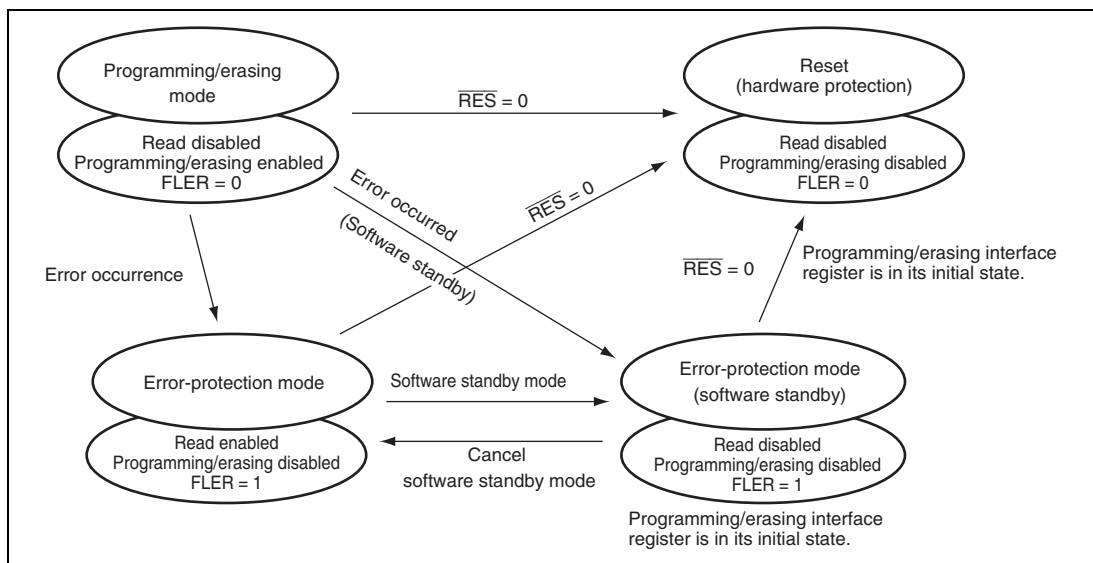 Programming/erasing
mode
Read disabled
Programming/erasing enabled
FLER = 0
RES = 0
Reset
(hardware protection)
Read disabled
Programming/erasing disabled
FLER = 0
Error occurred
(Software standby)
RES = 0
Error occurrence
RES = 0
Programming/erasing interface
register is in its initial state.
Error-protection mode
Read enabled
Programming/erasing disabled
FLER = 1
Software standby mode
Cancel
software standby mode
Error-protection mode
(software standby)
Read disabled
Programming/erasing disabled
FLER = 1
Programming/erasing interface
register is in its initial state.